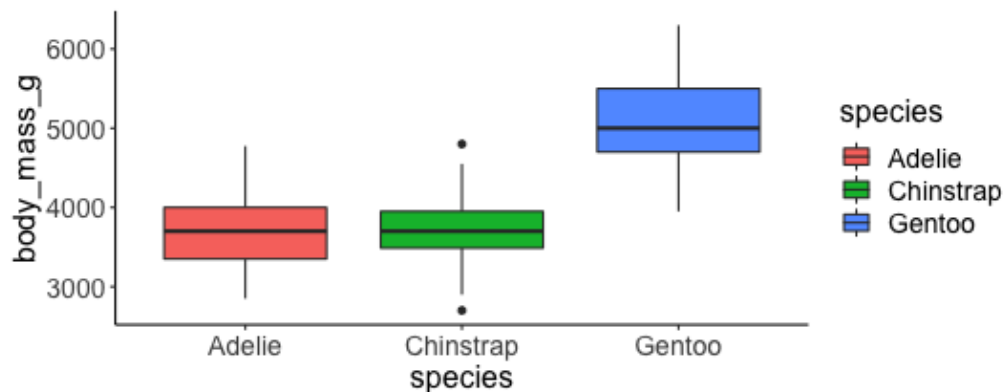 body_mass_g
6000
5000
4000
3000
Adelie
Chinstrap
Gentoo
species
species
Adelie
Chinstrap
Gentoo